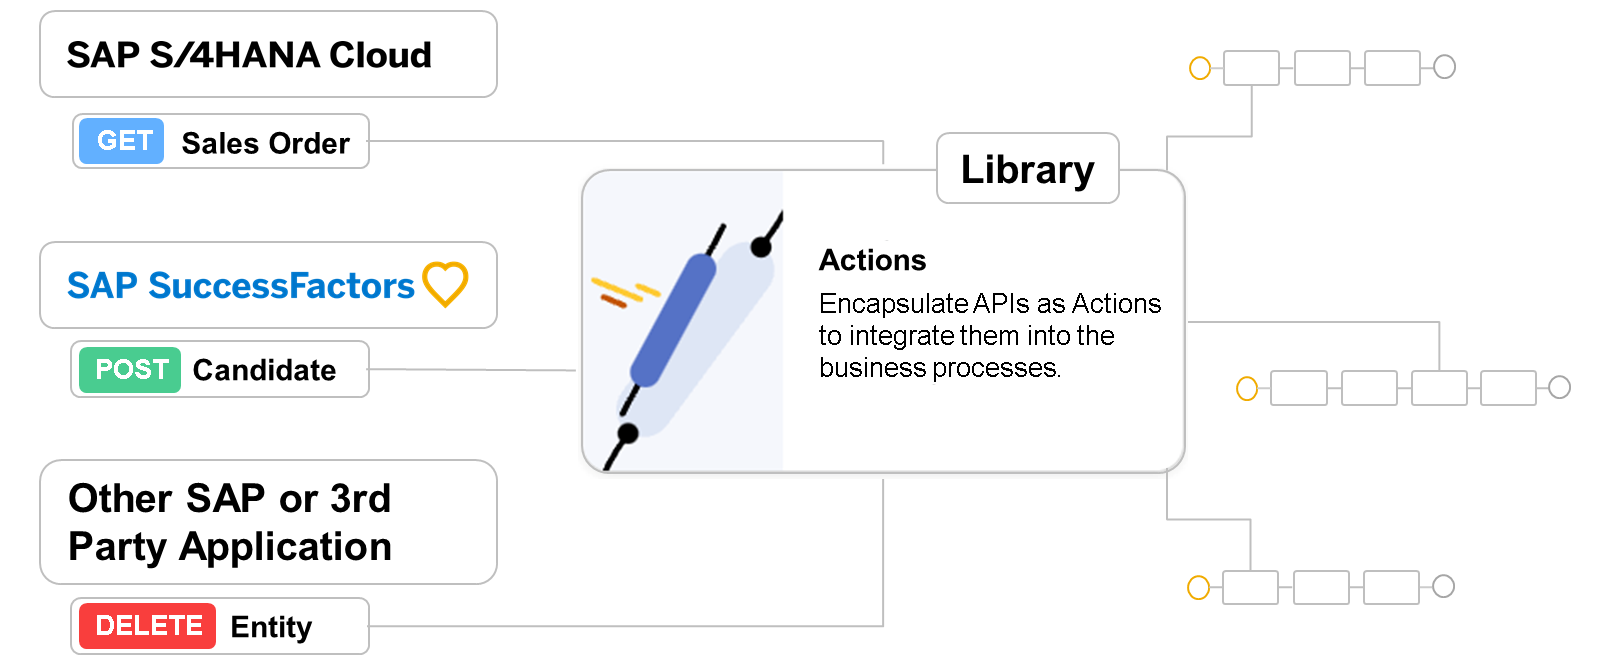 SAP S/4HANA Cloud
GET Sales Order
SAP SuccessFactors
POST Candidate
Other SAP or 3rd
Party Application
DELETE Entity
Library
Actions
Encapsulate APIs as Actions
to integrate them into the
business processes.